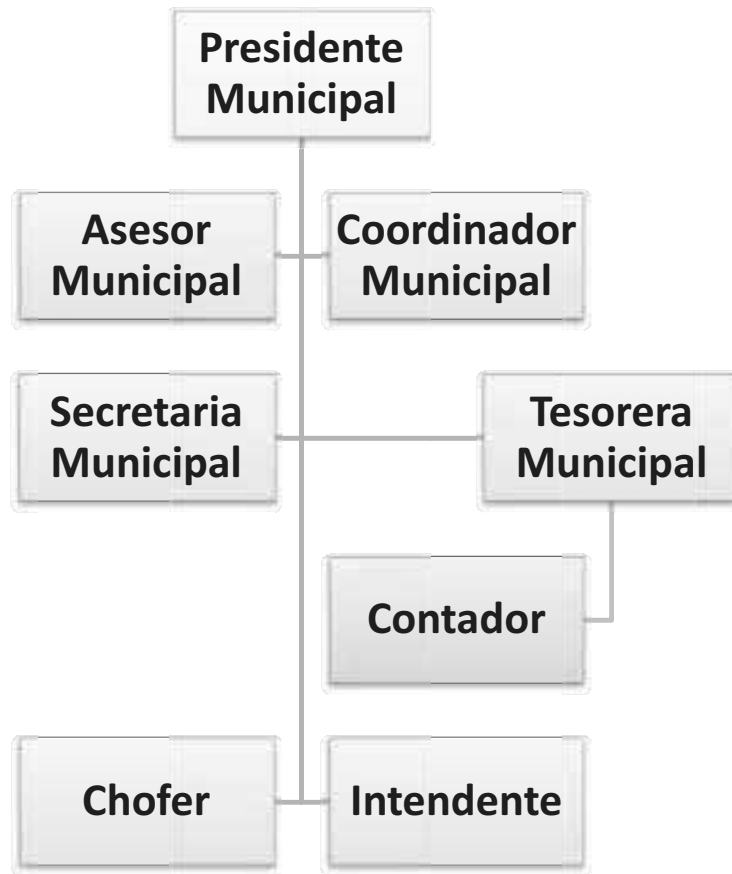 Presidente
Municipal
Asesor
Municipal
Coordinador
Municipal
Secretaria
Municipal
Tesorera
Municipal
Contador
Chofer
Intendente